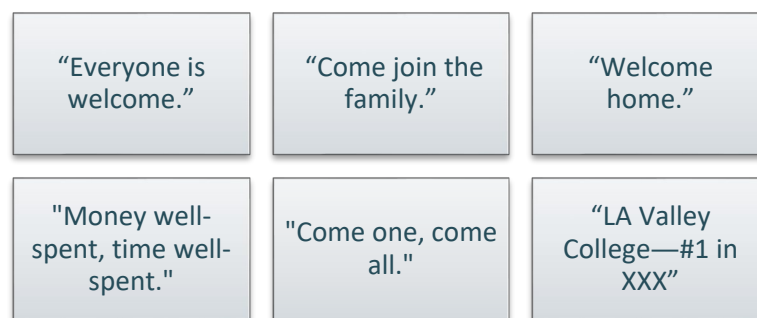 “Everyone is
welcome.”
“Come join the
family.”
“Welcome
home.”
"Money well-
spent, time well-
spent."
"Come one, come
all."
“LA Valley
College—#1 in
XXX”